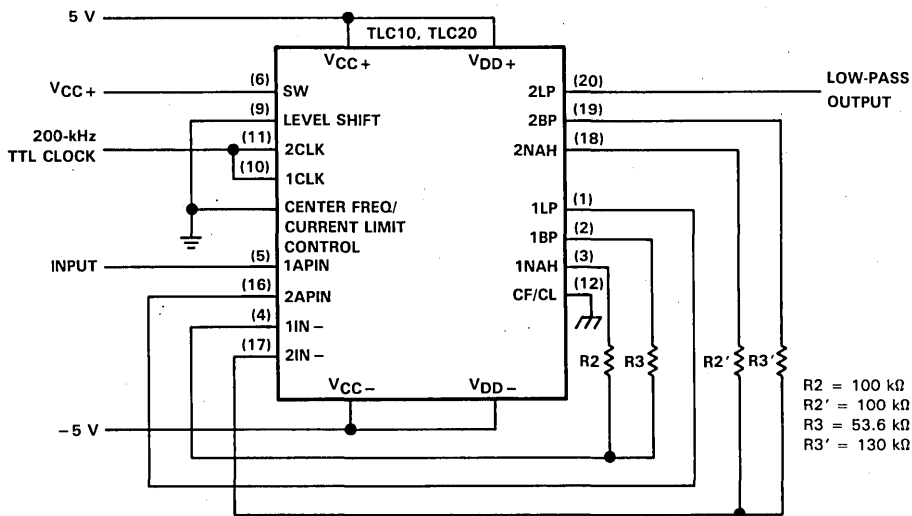 5 V
TLC10, TLC20
VCC+
VDD+
VCC+
(6)
SW
(9)
LEVEL SHIFT
200-kHz
TTL CLOCK
(11)
2CLK
(10)
1CLK
CENTER FREQ/
CURRENT LIMIT
CONTROL
INPUT
(5)
1APIN
(16)
2APIN
(4)
1IN −
(17)
2IN −
2LP
(20)
LOW-PASS
OUTPUT
2BP
(19)
2NAH
(18)
1LP
(1)
1BP
(2)
1NAH
(3)
CF/CL
(12)
R2
R3
R2'
R3'
VCC−
VDD−
−5 V
R2 = 100 kΩ
R2' = 100 kΩ
R3 = 53.6 kΩ
R3' = 130 kΩ